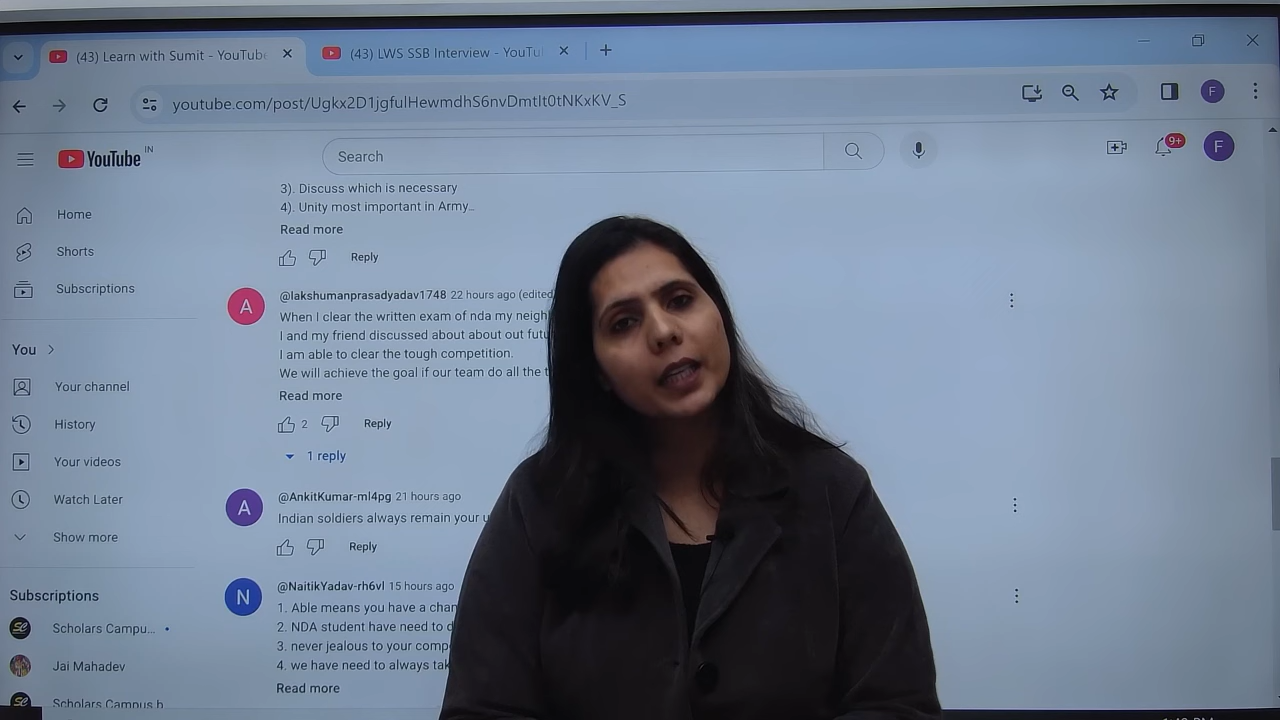 (43) Learn with Sumit - YouTube
(43) LWS SSB Interview - YouTu
youtube.com/post/Ugkx2D1jgfulHewmdhS6nvDmtIt0tNKxKV_S
F
YouTube IN
Search
9+
F
3). Discuss which is necessary
4). Unity most important in Army...
Read more
Reply
Home
Shorts
Subscriptions
You
Your channel
History
Your videos
Watch Later
Show more
Subscriptions
Scholars Campu...
Jai Mahadev
Scholars Campus b
A
@lakshumanprasadyadav1748 22 hours ago (edited
When I clear the written exam of nda my neigh
I and my friend discussed about about out futu
I am able to clear the tough competition.
We will achieve the goal if our team do all the t
Read more
2
Reply
1 reply
A
@AnkitKumar-ml4pg 21 hours ago
Indian soldiers always remain your u
Reply
N
@NaitikYadav-rh6vl 15 hours ago
1. Able means you have a chan
2. NDA student have need to d
3. never jealous to your comp
4. we have need to always tak
Read more